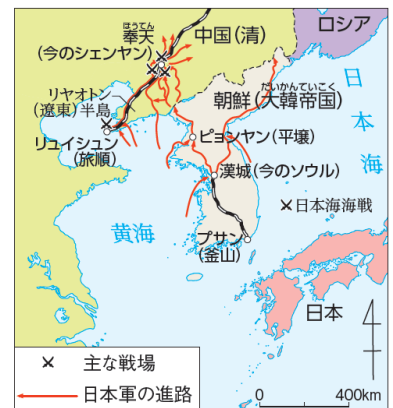 ロシア
ほうてん
奉天
(今のシェンヤン)
中国(清)
リャオトン
(遼東)半島
リュイシュン
(旅順)
だいかんていこく
朝鮮(大韓帝国)
日本海
ピョンヤン(平壌)
漢城(今のソウル)
日本海海戦
黄海
プサン
(釜山)
日本
主な戦場
日本軍の進路
0 400km